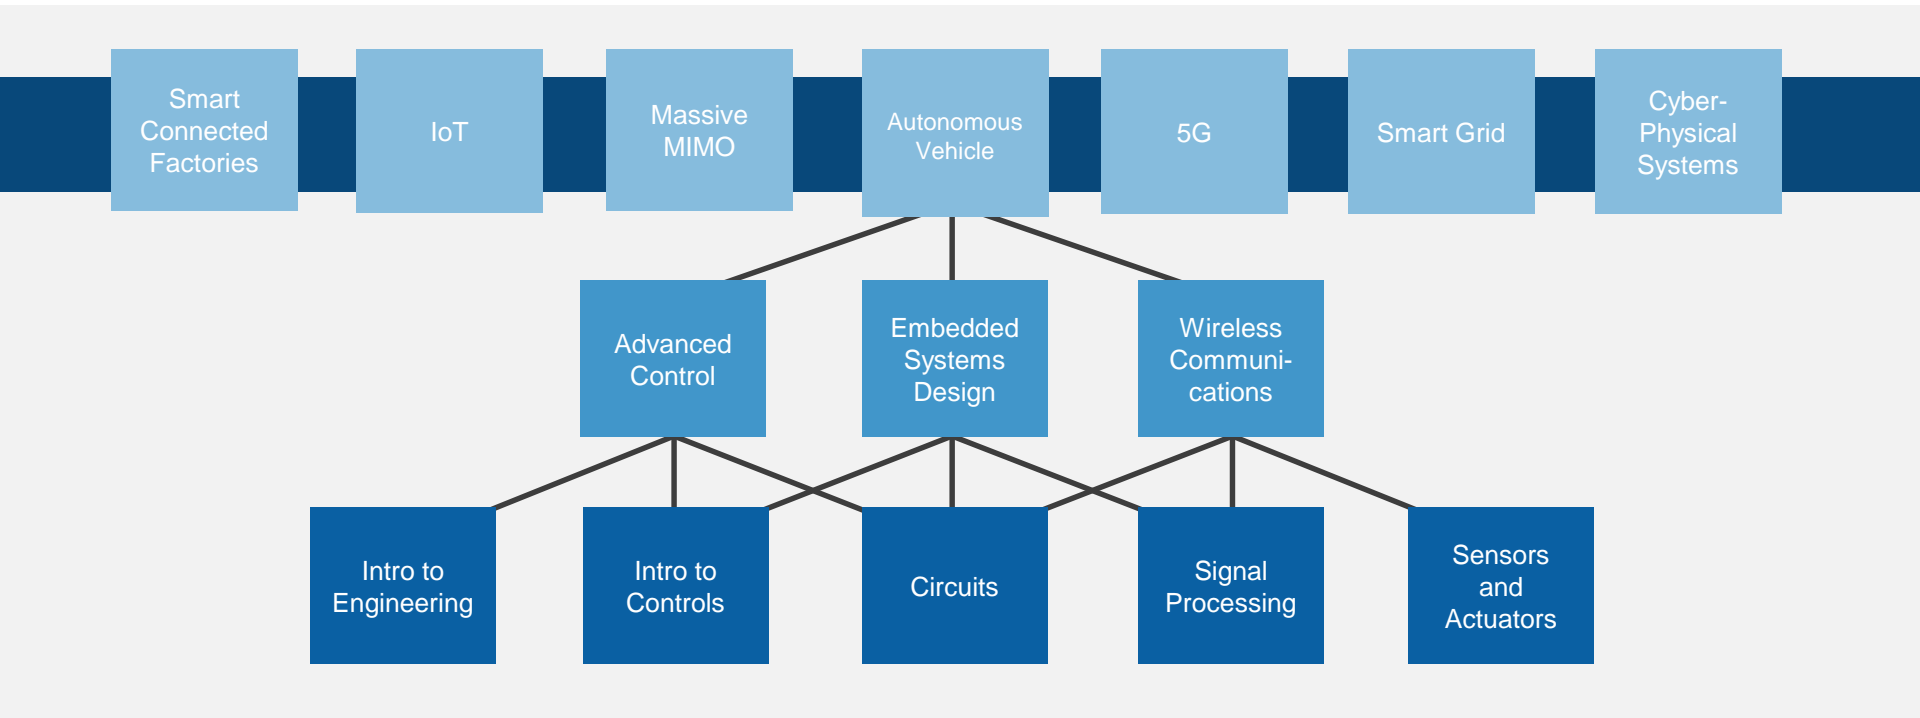 Smart
Connected
Factories
IoT
Massive
MIMO
Autonomous
Vehicle
5G
Smart Grid
Cyber-
Physical
Systems
Advanced
Control
Embedded
Systems
Design
Wireless
Communi-
cations
Intro to
Engineering
Intro to
Controls
Circuits
Signal
Processing
Sensors
and
Actuators